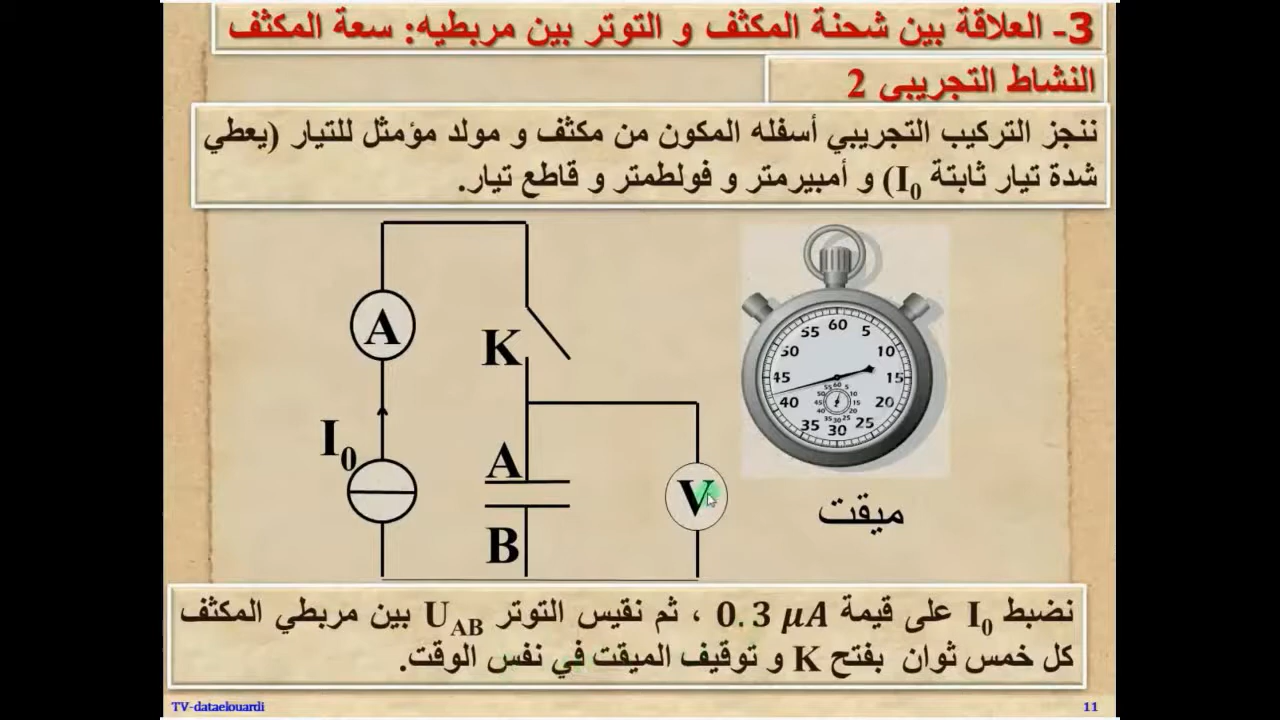 3- العلاقة بين شحنة المكثف و التوتر بين مربطيه: سعة المكثف
النشاط التجريبي 2
ننجز التركيب التجريبي أسفله المكون من مكثف و مولد مؤمثل للتيار (يعطي
شدة تيار ثابتة I₀) و أمبيرمتر و فولطمتر و قاطع تيار.
A
K
I₀
A
B
V
60
5
10
15
20
25
30
35
40
45
50
55
ميقت
نضبط I₀ على قيمة 0.3 μA ، ثم نقيس التوتر U_AB بين مربطي المكثف
كل خمس ثوان بفتح K و توقيف الميقت في نفس الوقت.
TV-dataelouardi
11